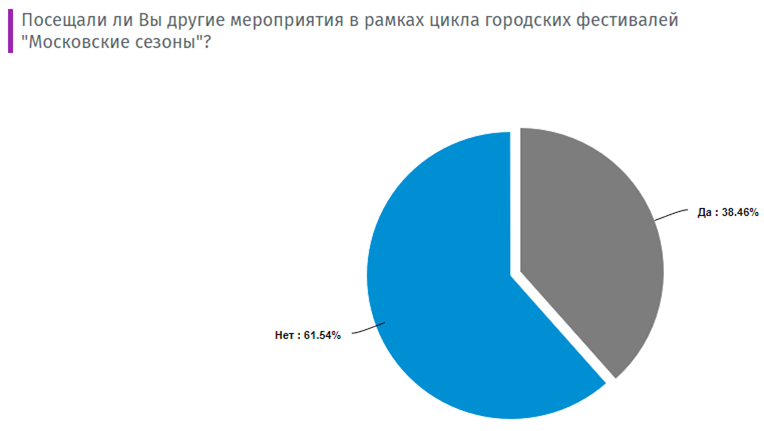 Посещали ли Вы другие мероприятия в рамках цикла городских фестивалей
"Московские сезоны"?
Да : 38.46%
Нет : 61.54%